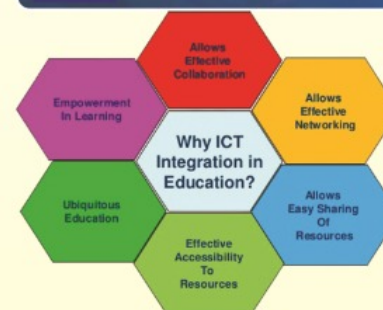 Allows
Effective
Collaboration
Allows
Effective
Networking
Allows
Easy Sharing
Of
Resources
Effective
Accessibility
To
Resources
Ubiquitous
Education
Empowerment
In Learning
Why ICT
Integration in
Education?